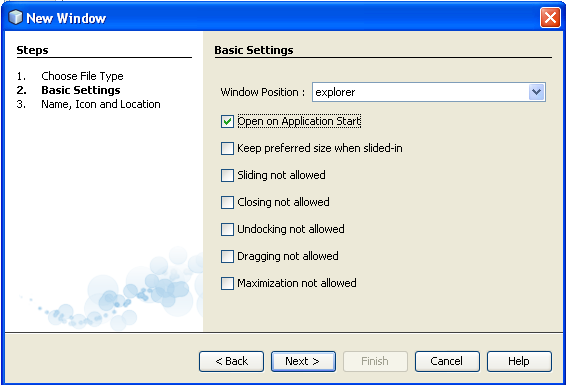 New Window
Steps
1. Choose File Type
2. Basic Settings
3. Name, Icon and Location
Basic Settings
Window Position : explorer
Open on Application Start
Keep preferred size when slided-in
Sliding not allowed
Closing not allowed
Undocking not allowed
Dragging not allowed
Maximization not allowed
< Back Next > Finish Cancel Help